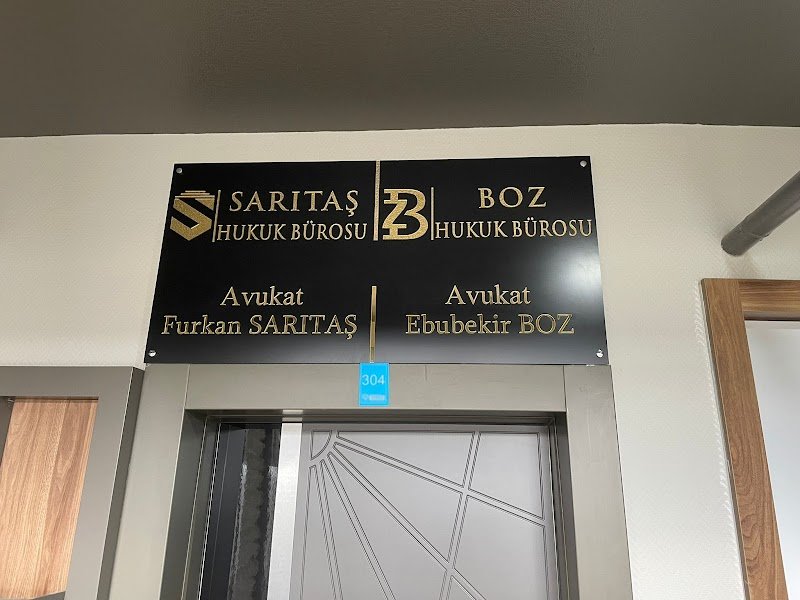 SARITAŞ
HUKUK BÜROSU
BOZ
HUKUK BÜROSU
Avukat
Furkan SARITAŞ
Avukat
Ebubekir BOZ
304